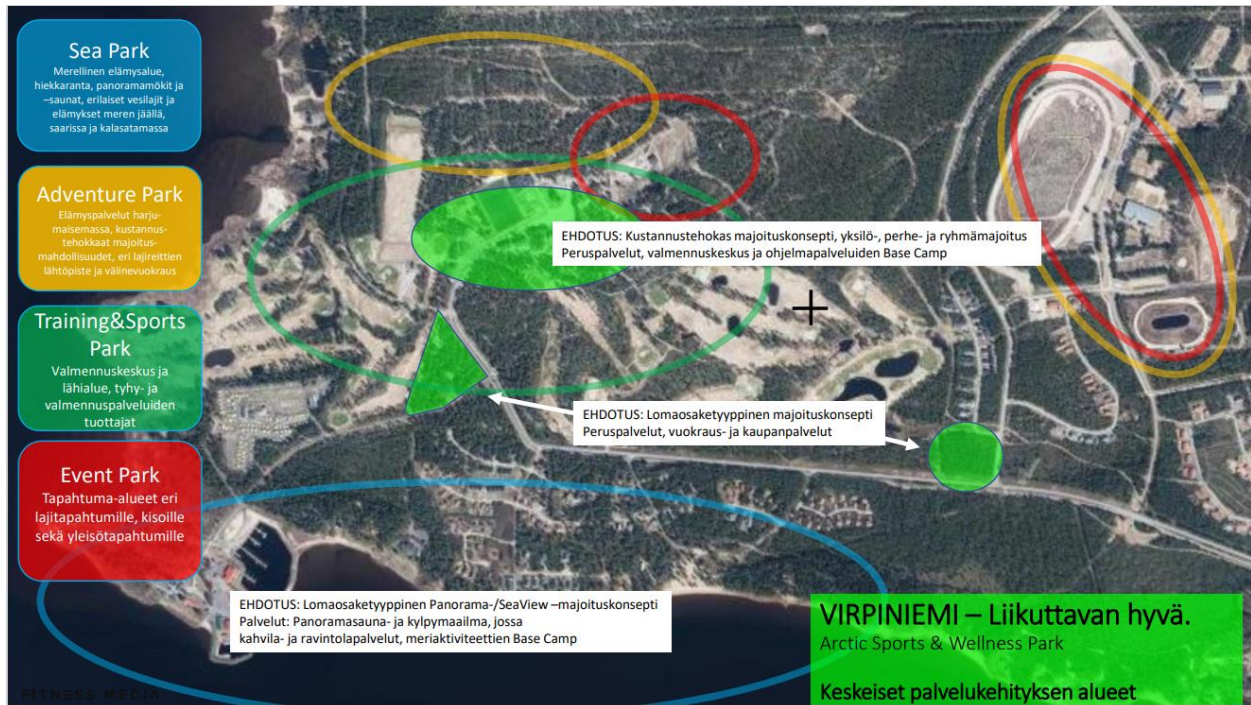 Sea Park
Merellinen elämysalue,
hiekkaranta, panoramamökit ja
–saunat, erilaiset vesilajit ja
elämykset meren jäällä,
saarissa ja kalasatamassa
Adventure Park
Elämyspalvelut harju-
maisemassa, kustannus-
tehokkaat majoitus-
mahdollisuudet, eri lajireittien
lähtöpiste ja välinevuokraus
Training&Sports
Park
Valmennuskeskus ja
lähialue, tyhy- ja
valmennuspalveluiden
tuottajat
Event Park
Tapahtuma-alueet eri
lajitapahtumille, kisoille
sekä yleisötapahtumille
EHDOTUS: Kustannustehokas majoituskonsepti, yksilö-, perhe- ja ryhmämajoitus
Peruspalvelut, valmennuskeskus ja ohjelmapalveluiden Base Camp
EHDOTUS: Lomaosaketyyppinen majoituskonsepti
Peruspalvelut, vuokraus- ja kaupanpalvelut
EHDOTUS: Lomaosaketyyppinen Panorama-/SeaView –majoituskonsepti
Palvelut: Panoramasauna- ja kylpymaailma, jossa
kahvila- ja ravintolapalvelut, meriaktiviteettien Base Camp
VIRPINIEMI – Liikuttavan hyvä.
Arctic Sports & Wellness Park
Keskeiset palvelukehityksen alueet
FITNESS MEDIA